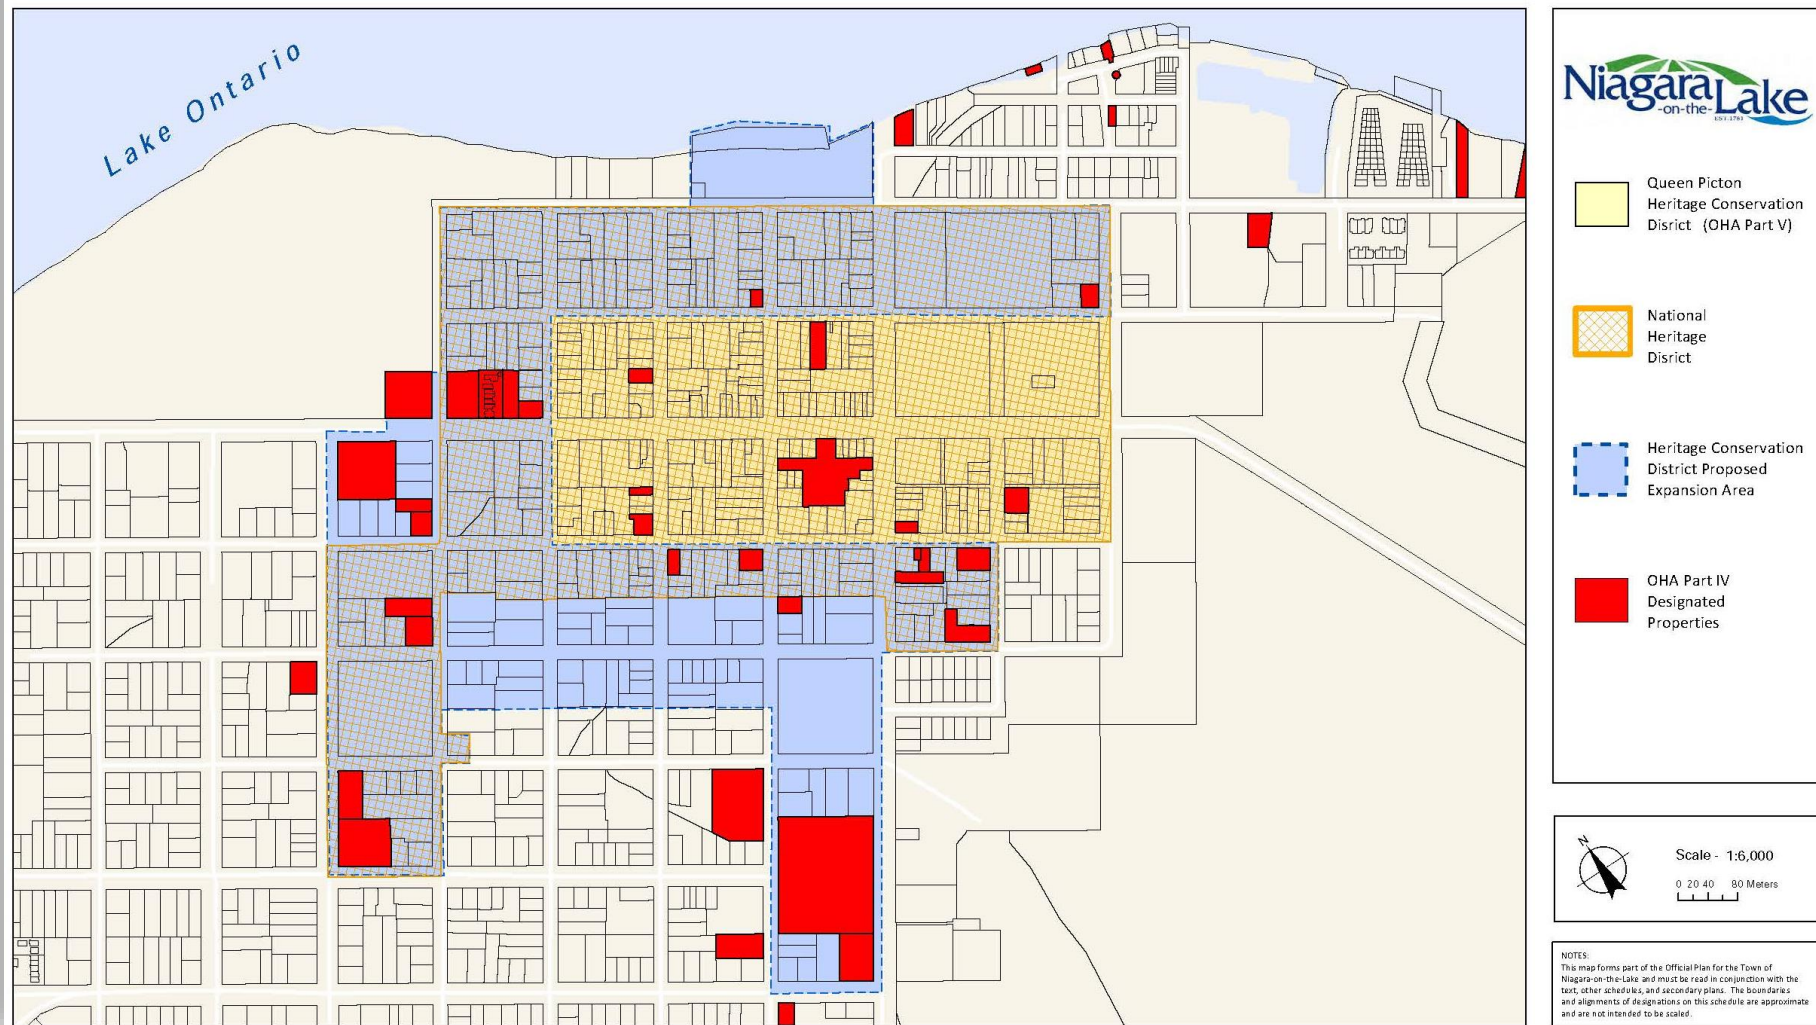 Lake Ontario
Niagara
-on-the-
Lake
EST.1781
Queen Picton
Heritage Conservation
Disrict (OHA Part V)
National
Heritage
Disrict
Heritage Conservation
District Proposed
Expansion Area
OHA Part IV
Designated
Properties
N
Scale - 1:6,000
0 20 40 80 Meters
NOTES:
This map forms part of the Official Plan for the Town of
Niagara-on-the-Lake and must be read in conjunction with the
text, other schedules, and secondary plans. The boundaries
and alignments of designations on this schedule are approximate
and are not intended to be scaled.